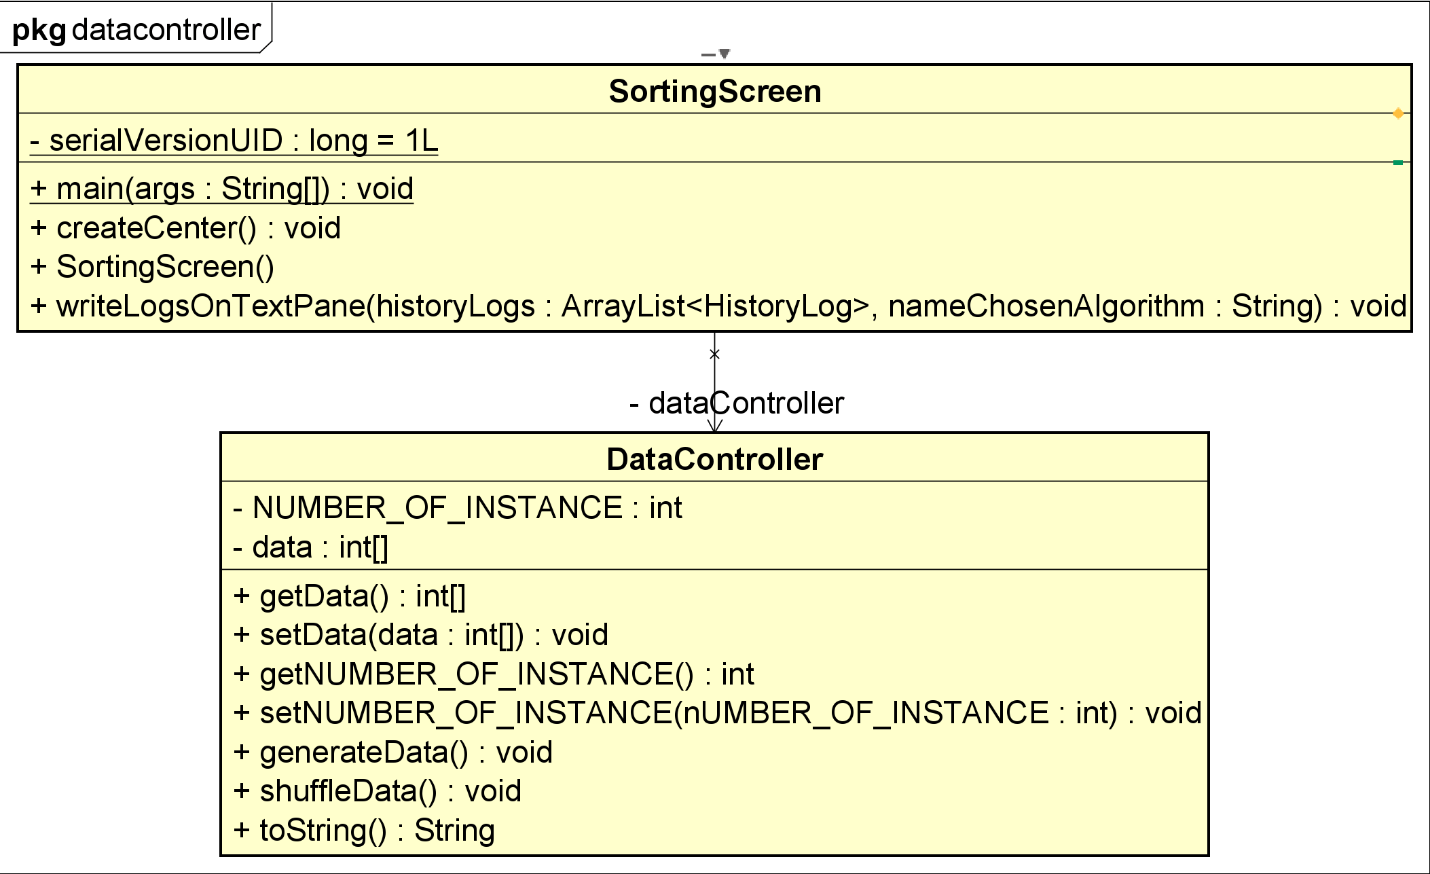 pkg datacontroller
SortingScreen
- serialVersionUID : long = 1L
+ main(args : String[]) : void
+ createCenter() : void
+ SortingScreen()
+ writeLogsOnTextPane(historyLogs : ArrayList<HistoryLog>, nameChosenAlgorithm : String) : void
- dataController
DataController
- NUMBER_OF_INSTANCE : int
- data : int[]
+ getData() : int[]
+ setData(data : int[]) : void
+ getNUMBER_OF_INSTANCE() : int
+ setNUMBER_OF_INSTANCE(nUMBER_OF_INSTANCE : int) : void
+ generateData() : void
+ shuffleData() : void
+ toString() : String